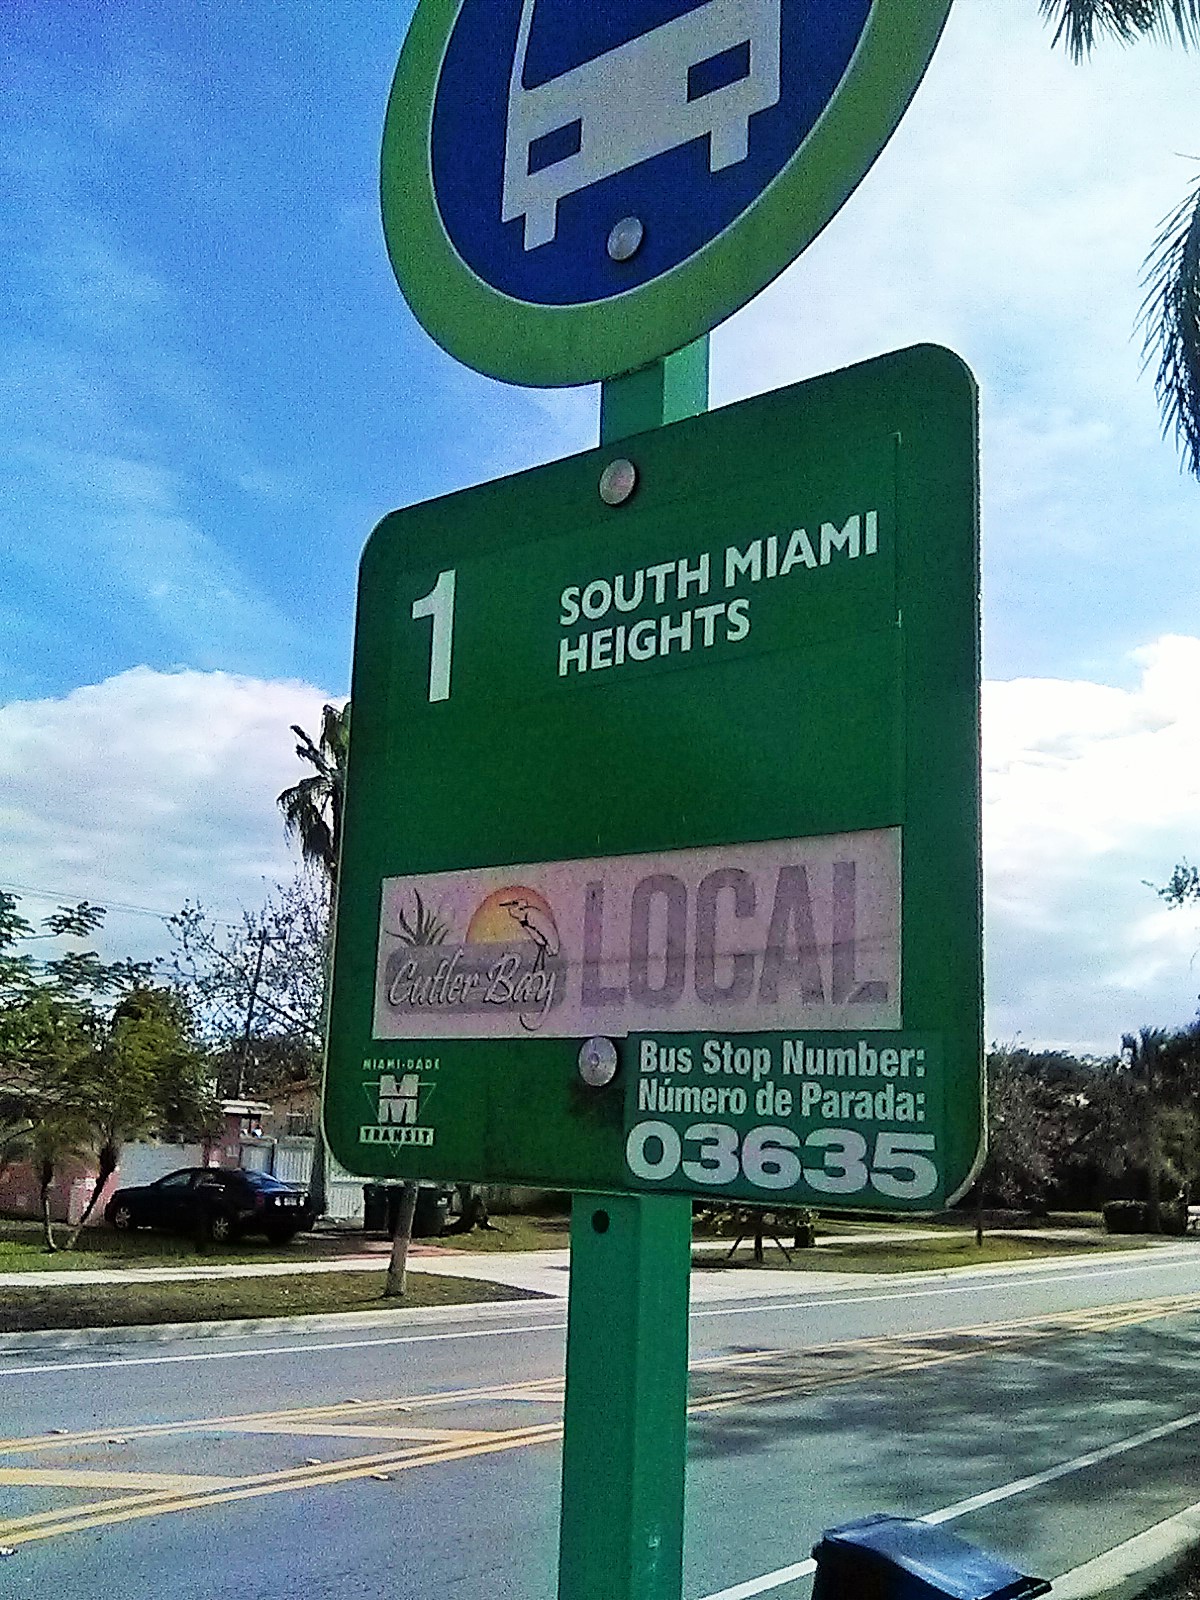 1
SOUTH MIAMI
HEIGHTS
Cutler Bay LOCAL
MIAMI-DADE
M
TRANSIT
Bus Stop Number:
Número de Parada:
03635